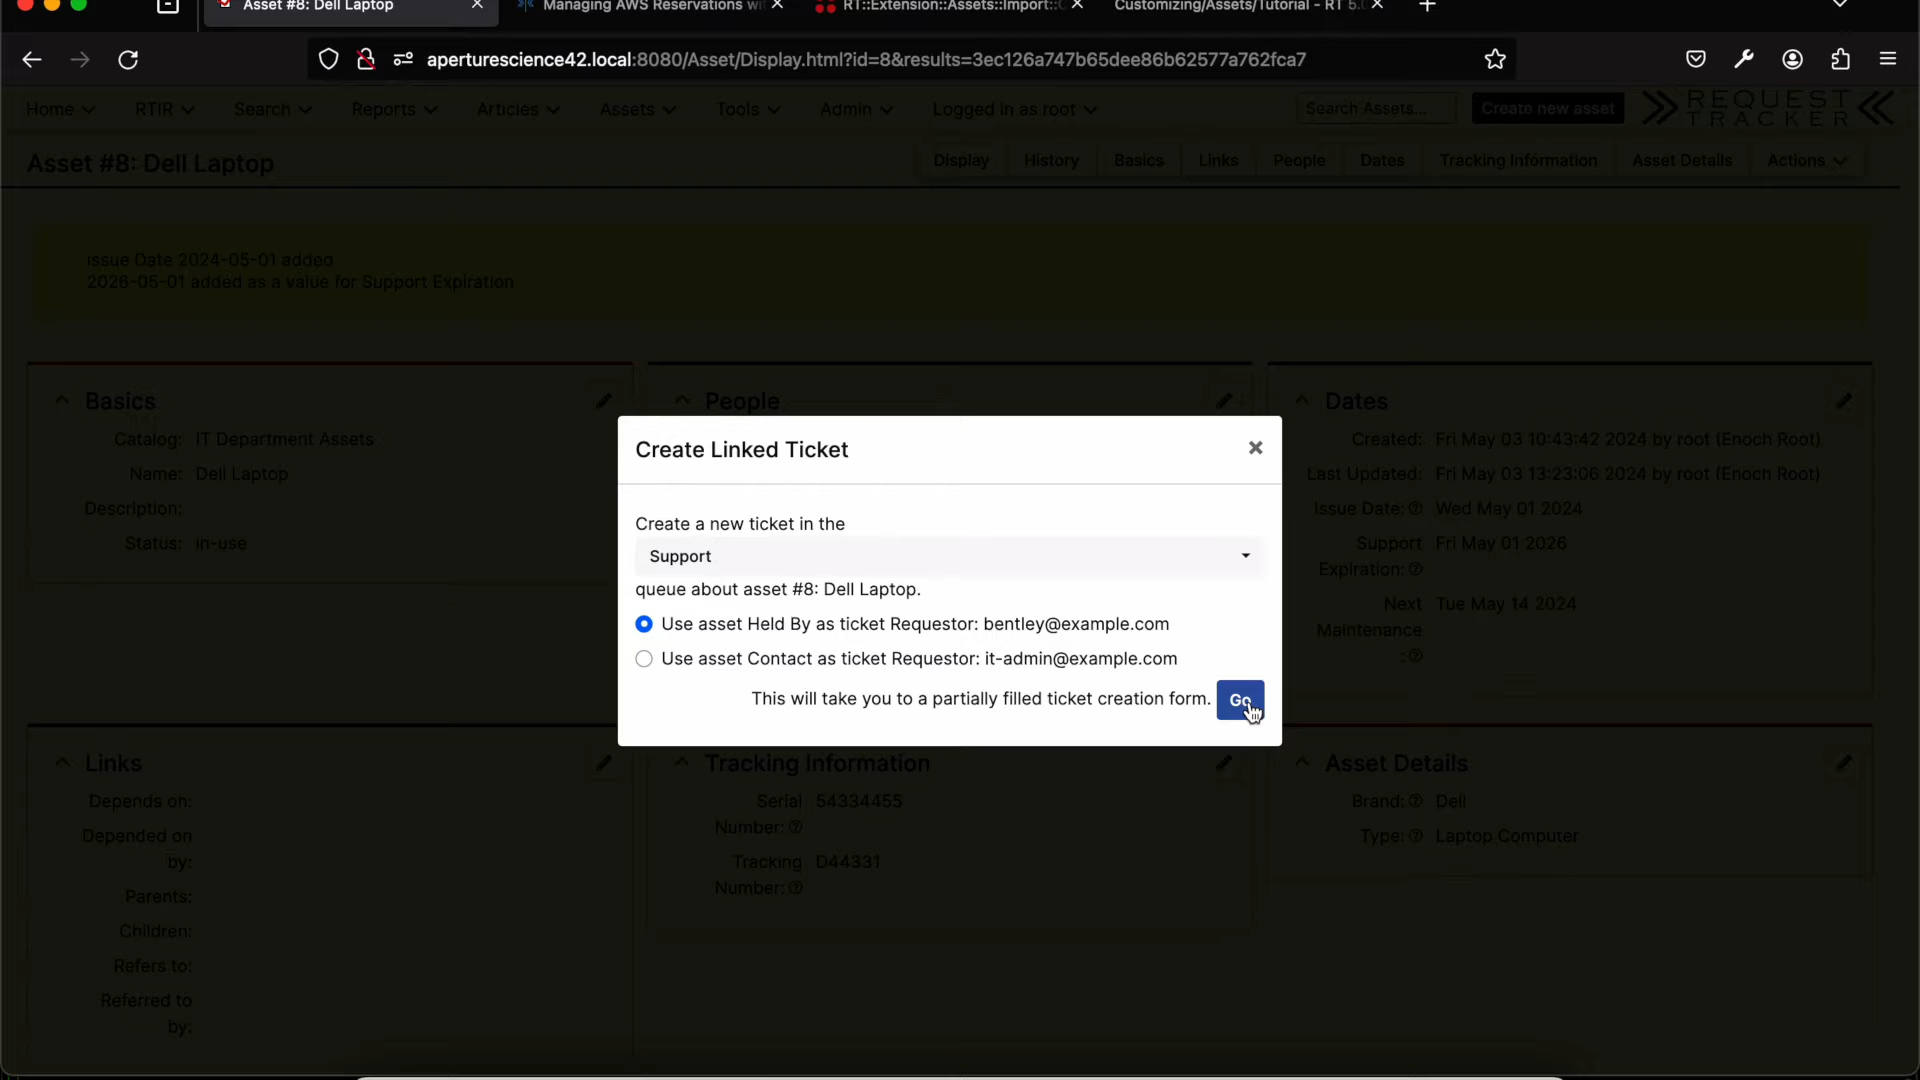 Asset #8: Dell Laptop
Managing AWS Reservations wi
RT::Extension::Assets::Import::
Customizing/Assets/Tutorial - RT 5.
aperturescience42.local:8080/Asset/Display.html?id=8&results=3ec126a747b65dee86b62577a762fca7
Home RTIR Search Reports Articles Assets Tools Admin Logged in as root
Search Assets...
Create new asset
REQUEST
TRACKER
Asset #8: Dell Laptop
Display History Basics Links People Dates Tracking Information Asset Details Actions
Issue Date 2024-05-01 added
2026-05-01 added as a value for Support Expiration
Basics
Catalog: IT Department Assets
Name: Dell Laptop
Description:
Status: in-use
People
Dates
Created: Fri May 03 10:43:42 2024 by root (Enoch Root)
Last Updated: Fri May 03 13:23:06 2024 by root (Enoch Root)
Issue Date: Wed May 01 2024
Support Fri May 01 2026
Expiration:
Next Tue May 14 2024
Maintenance
:
Create Linked Ticket
Create a new ticket in the
Support
queue about asset #8: Dell Laptop.
Use asset Held By as ticket Requestor: bentley@example.com
Use asset Contact as ticket Requestor: it-admin@example.com
This will take you to a partially filled ticket creation form.
Go
Links
Depends on:
Depended on
by:
Parents:
Children:
Refers to:
Referred to
by:
Tracking Information
Serial 54334455
Number:
Tracking D44331
Number:
Asset Details
Brand: Dell
Type: Laptop Computer